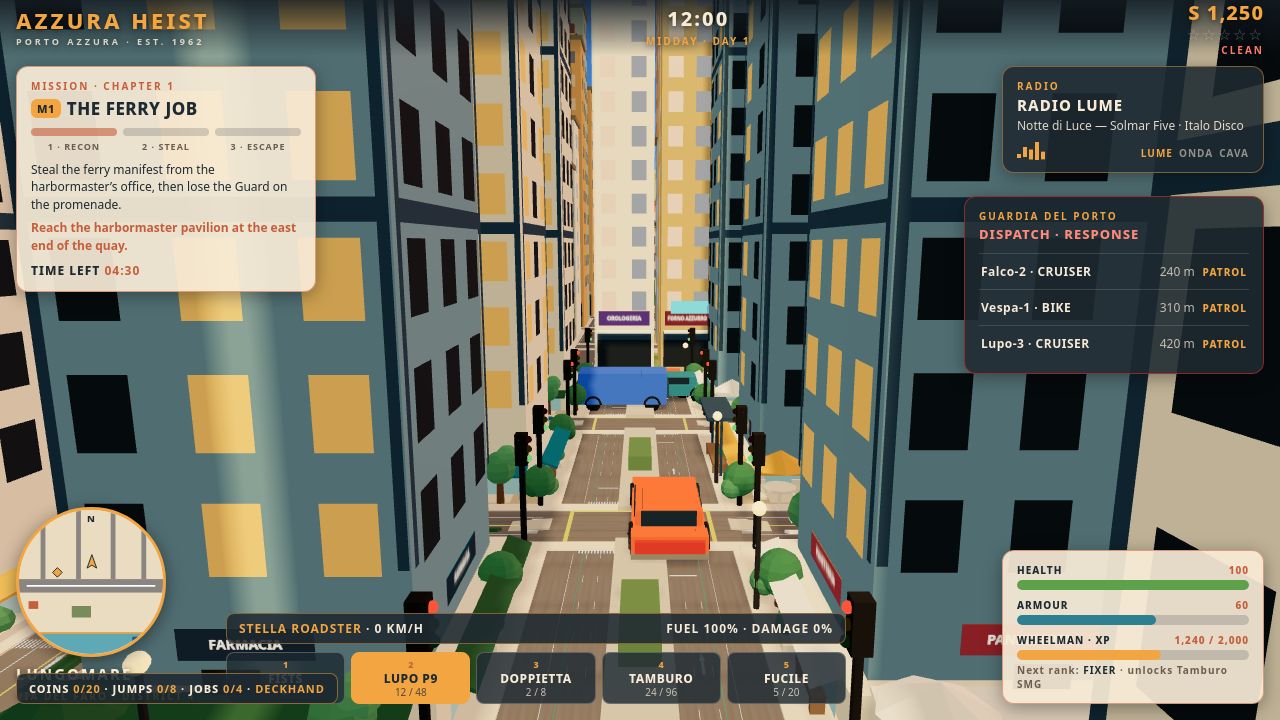 AZZURA HEIST
PORTO AZZURA · EST. 1962
12:00
MIDDAY · DAY 1
S 1,250
☆☆☆☆☆
CLEAN
MISSION · CHAPTER 1
M1 THE FERRY JOB
1 · RECON 2 · STEAL 3 · ESCAPE
Steal the ferry manifest from the
harbormaster's office, then lose the Guard on
the promenade.
Reach the harbormaster pavilion at the east
end of the quay.
TIME LEFT 04:30
RADIO
RADIO LUME
Notte di Luce — Solmar Five · Italo Disco
LUME ONDA CAVA
GUARDIA DEL PORTO
DISPATCH · RESPONSE
Falco-2 · CRUISER 240 m PATROL
Vespa-1 · BIKE 310 m PATROL
Lupo-3 · CRUISER 420 m PATROL
OROLOGERIA
FORNO AZZURRO
N
FARMACIA
LUNGOMARE
STELLA ROADSTER · 0 KM/H FUEL 100% · DAMAGE 0%
1 FISTS
2 LUPO P9 12 / 48
3 DOPPIETTA 2 / 8
4 TAMBURO 24 / 96
5 FUCILE 5 / 20
COINS 0/20 · JUMPS 0/8 · JOBS 0/4 · DECKHAND
HEALTH 100
ARMOUR 60
WHEELMAN · XP 1,240 / 2,000
Next rank: FIXER · unlocks Tamburo
SMG